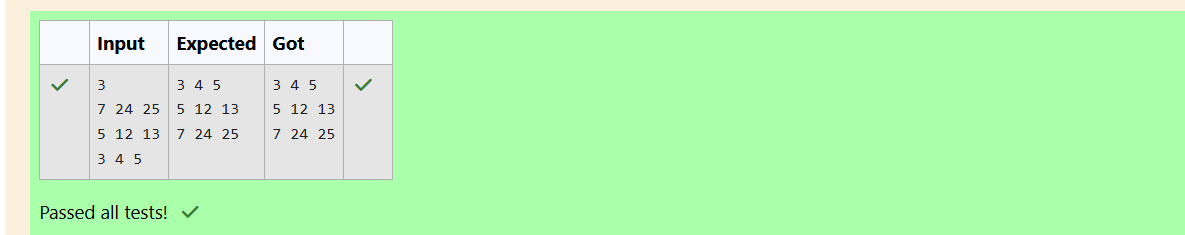 Input Expected Got
3 3 4 5 3 4 5
7 24 25 5 12 13 5 12 13
5 12 13 7 24 25 7 24 25
3 4 5
Passed all tests!